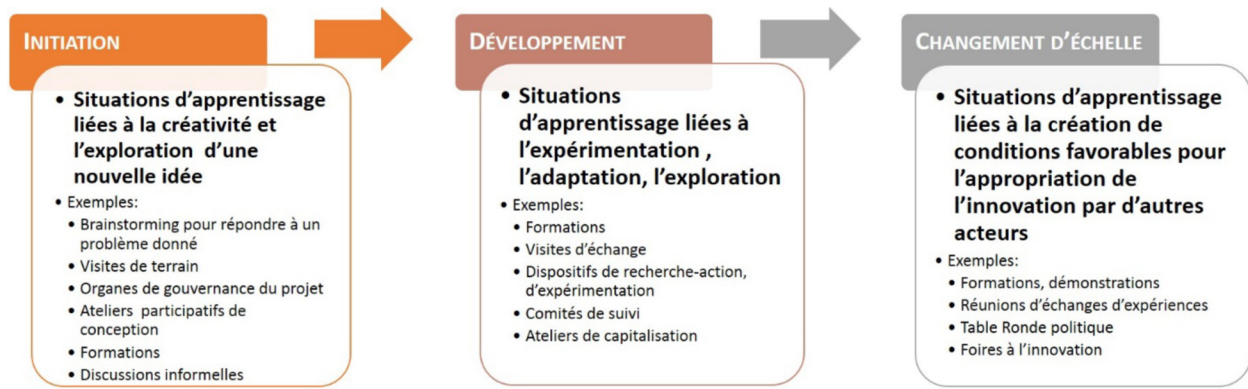 INITIATION
• Situations d'apprentissage
liées à la créativité et
l'exploration d'une
nouvelle idée
• Exemples:
• Brainstorming pour répondre à un
problème donné
• Visites de terrain
• Organes de gouvernance du projet
• Ateliers participatifs de
conception
• Formations
• Discussions informelles
DÉVELOPPEMENT
• Situations
d'apprentissage liées à
l'expérimentation ,
l'adaptation, l'exploration
• Exemples:
• Formations
• Visites d'échange
• Dispositifs de recherche-action,
d'expérimentation
• Comités de suivi
• Ateliers de capitalisation
CHANGEMENT D'ÉCHELLE
• Situations d'apprentissage
liées à la création de
conditions favorables pour
l'appropriation de
l'innovation par d'autres
acteurs
• Exemples:
• Formations, démonstrations
• Réunions d'échanges d'expériences
• Table Ronde politique
• Foires à l'innovation